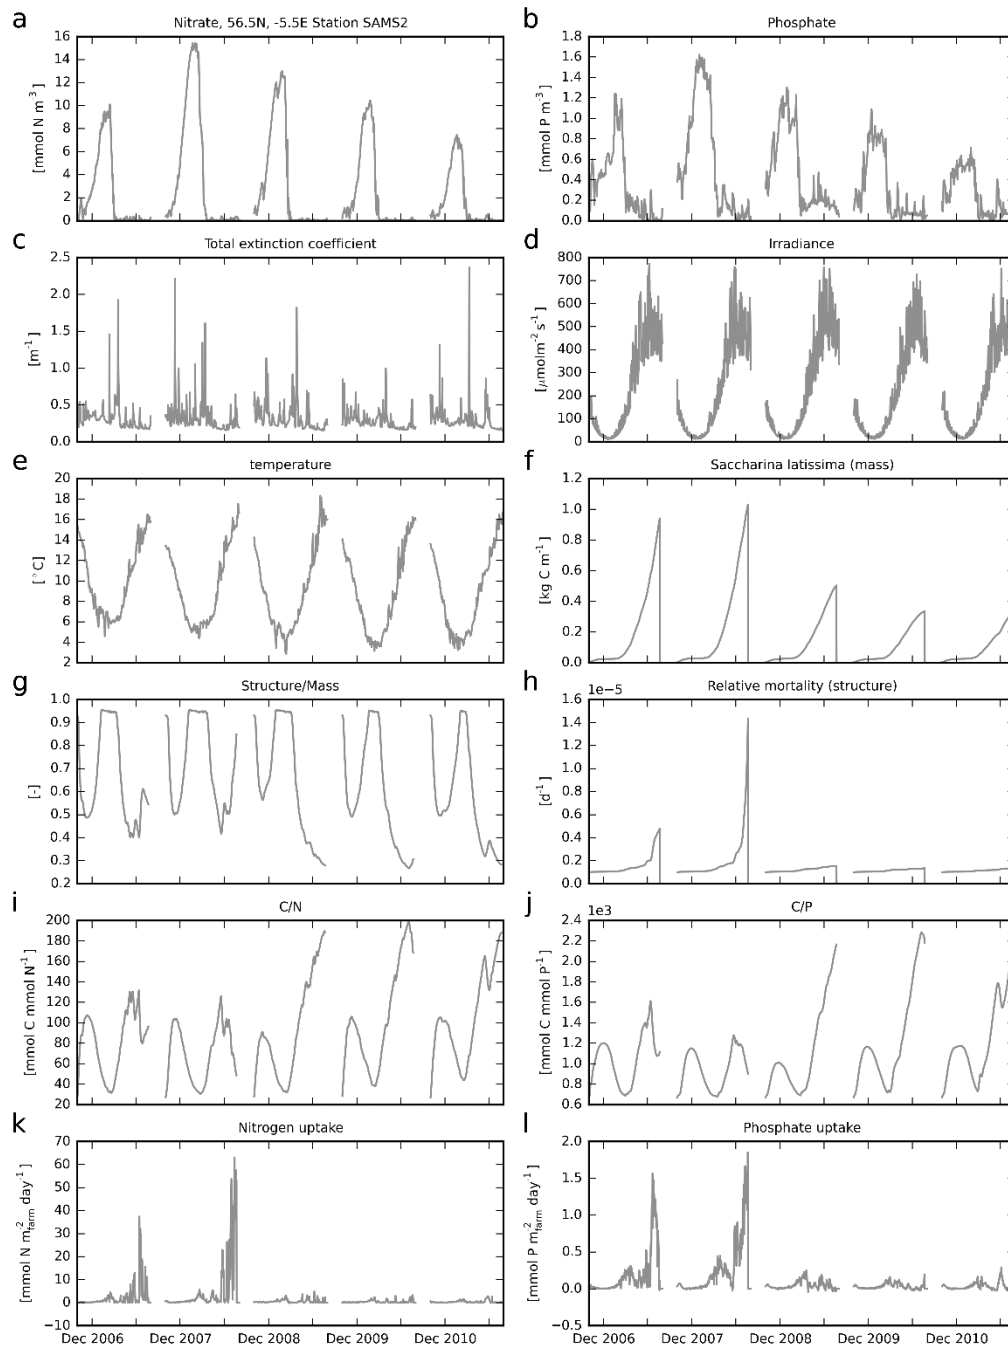 a
Nitrate, 56.5N, -5.5E Station SAMS2
[mmol N m⁻³]
16
14
12
10
8
6
4
2
0
b
Phosphate
[mmol P m⁻³]
1.8
1.6
1.4
1.2
1.0
0.8
0.6
0.4
0.2
0.0
c
Total extinction coefficient
[m⁻¹]
2.5
2.0
1.5
1.0
0.5
0.0
d
Irradiance
[μmolm⁻² s⁻¹]
800
700
600
500
400
300
200
100
0
e
temperature
[°C]
20
18
16
14
12
10
8
6
4
2
f
Saccharina latissima (mass)
[kg C m⁻¹]
1.2
1.0
0.8
0.6
0.4
0.2
0.0
g
Structure/Mass
[-]
1.0
0.9
0.8
0.7
0.6
0.5
0.4
0.3
0.2
h
1e−5
Relative mortality (structure)
[d⁻¹]
1.6
1.4
1.2
1.0
0.8
0.6
0.4
0.2
0.0
i
C/N
[mmol C mmol N⁻¹]
200
180
160
140
120
100
80
60
40
20
j
1e3
C/P
[mmol C mmol P⁻¹]
2.4
2.2
2.0
1.8
1.6
1.4
1.2
1.0
0.8
0.6
k
Nitrogen uptake
[mmol N m⁻²farm day⁻¹]
70
60
50
40
30
20
10
0
−10
Dec 2006 Dec 2007 Dec 2008 Dec 2009 Dec 2010
l
Phosphate uptake
[mmol P m⁻²farm day⁻¹]
2.0
1.5
1.0
0.5
0.0
−0.5
Dec 2006 Dec 2007 Dec 2008 Dec 2009 Dec 2010